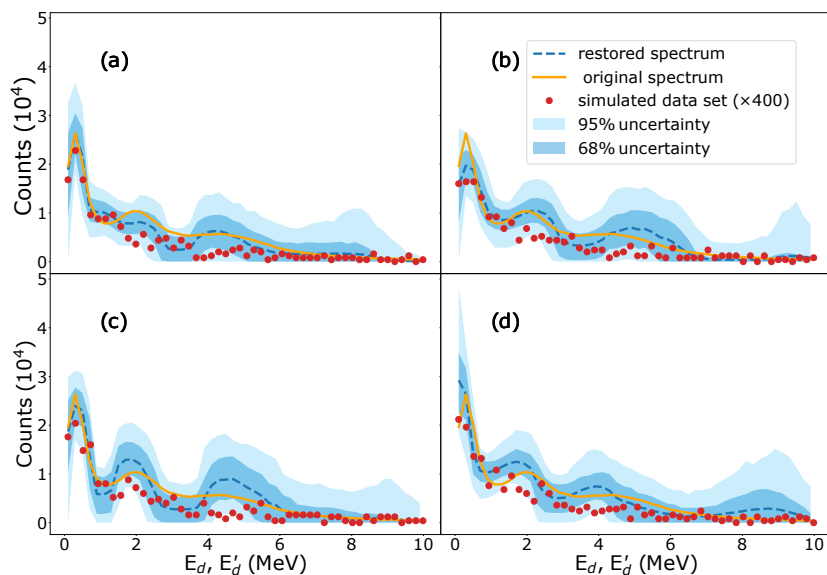 5
4
3
2
1
0
Counts (10⁴)
(a)
(b)
restored spectrum
original spectrum
simulated data set (×400)
95% uncertainty
68% uncertainty
5
4
3
2
1
0
Counts (10⁴)
(c)
(d)
0 2 4 6 8 10
0 2 4 6 8 10
E_d, E'_d (MeV)
E_d, E'_d (MeV)